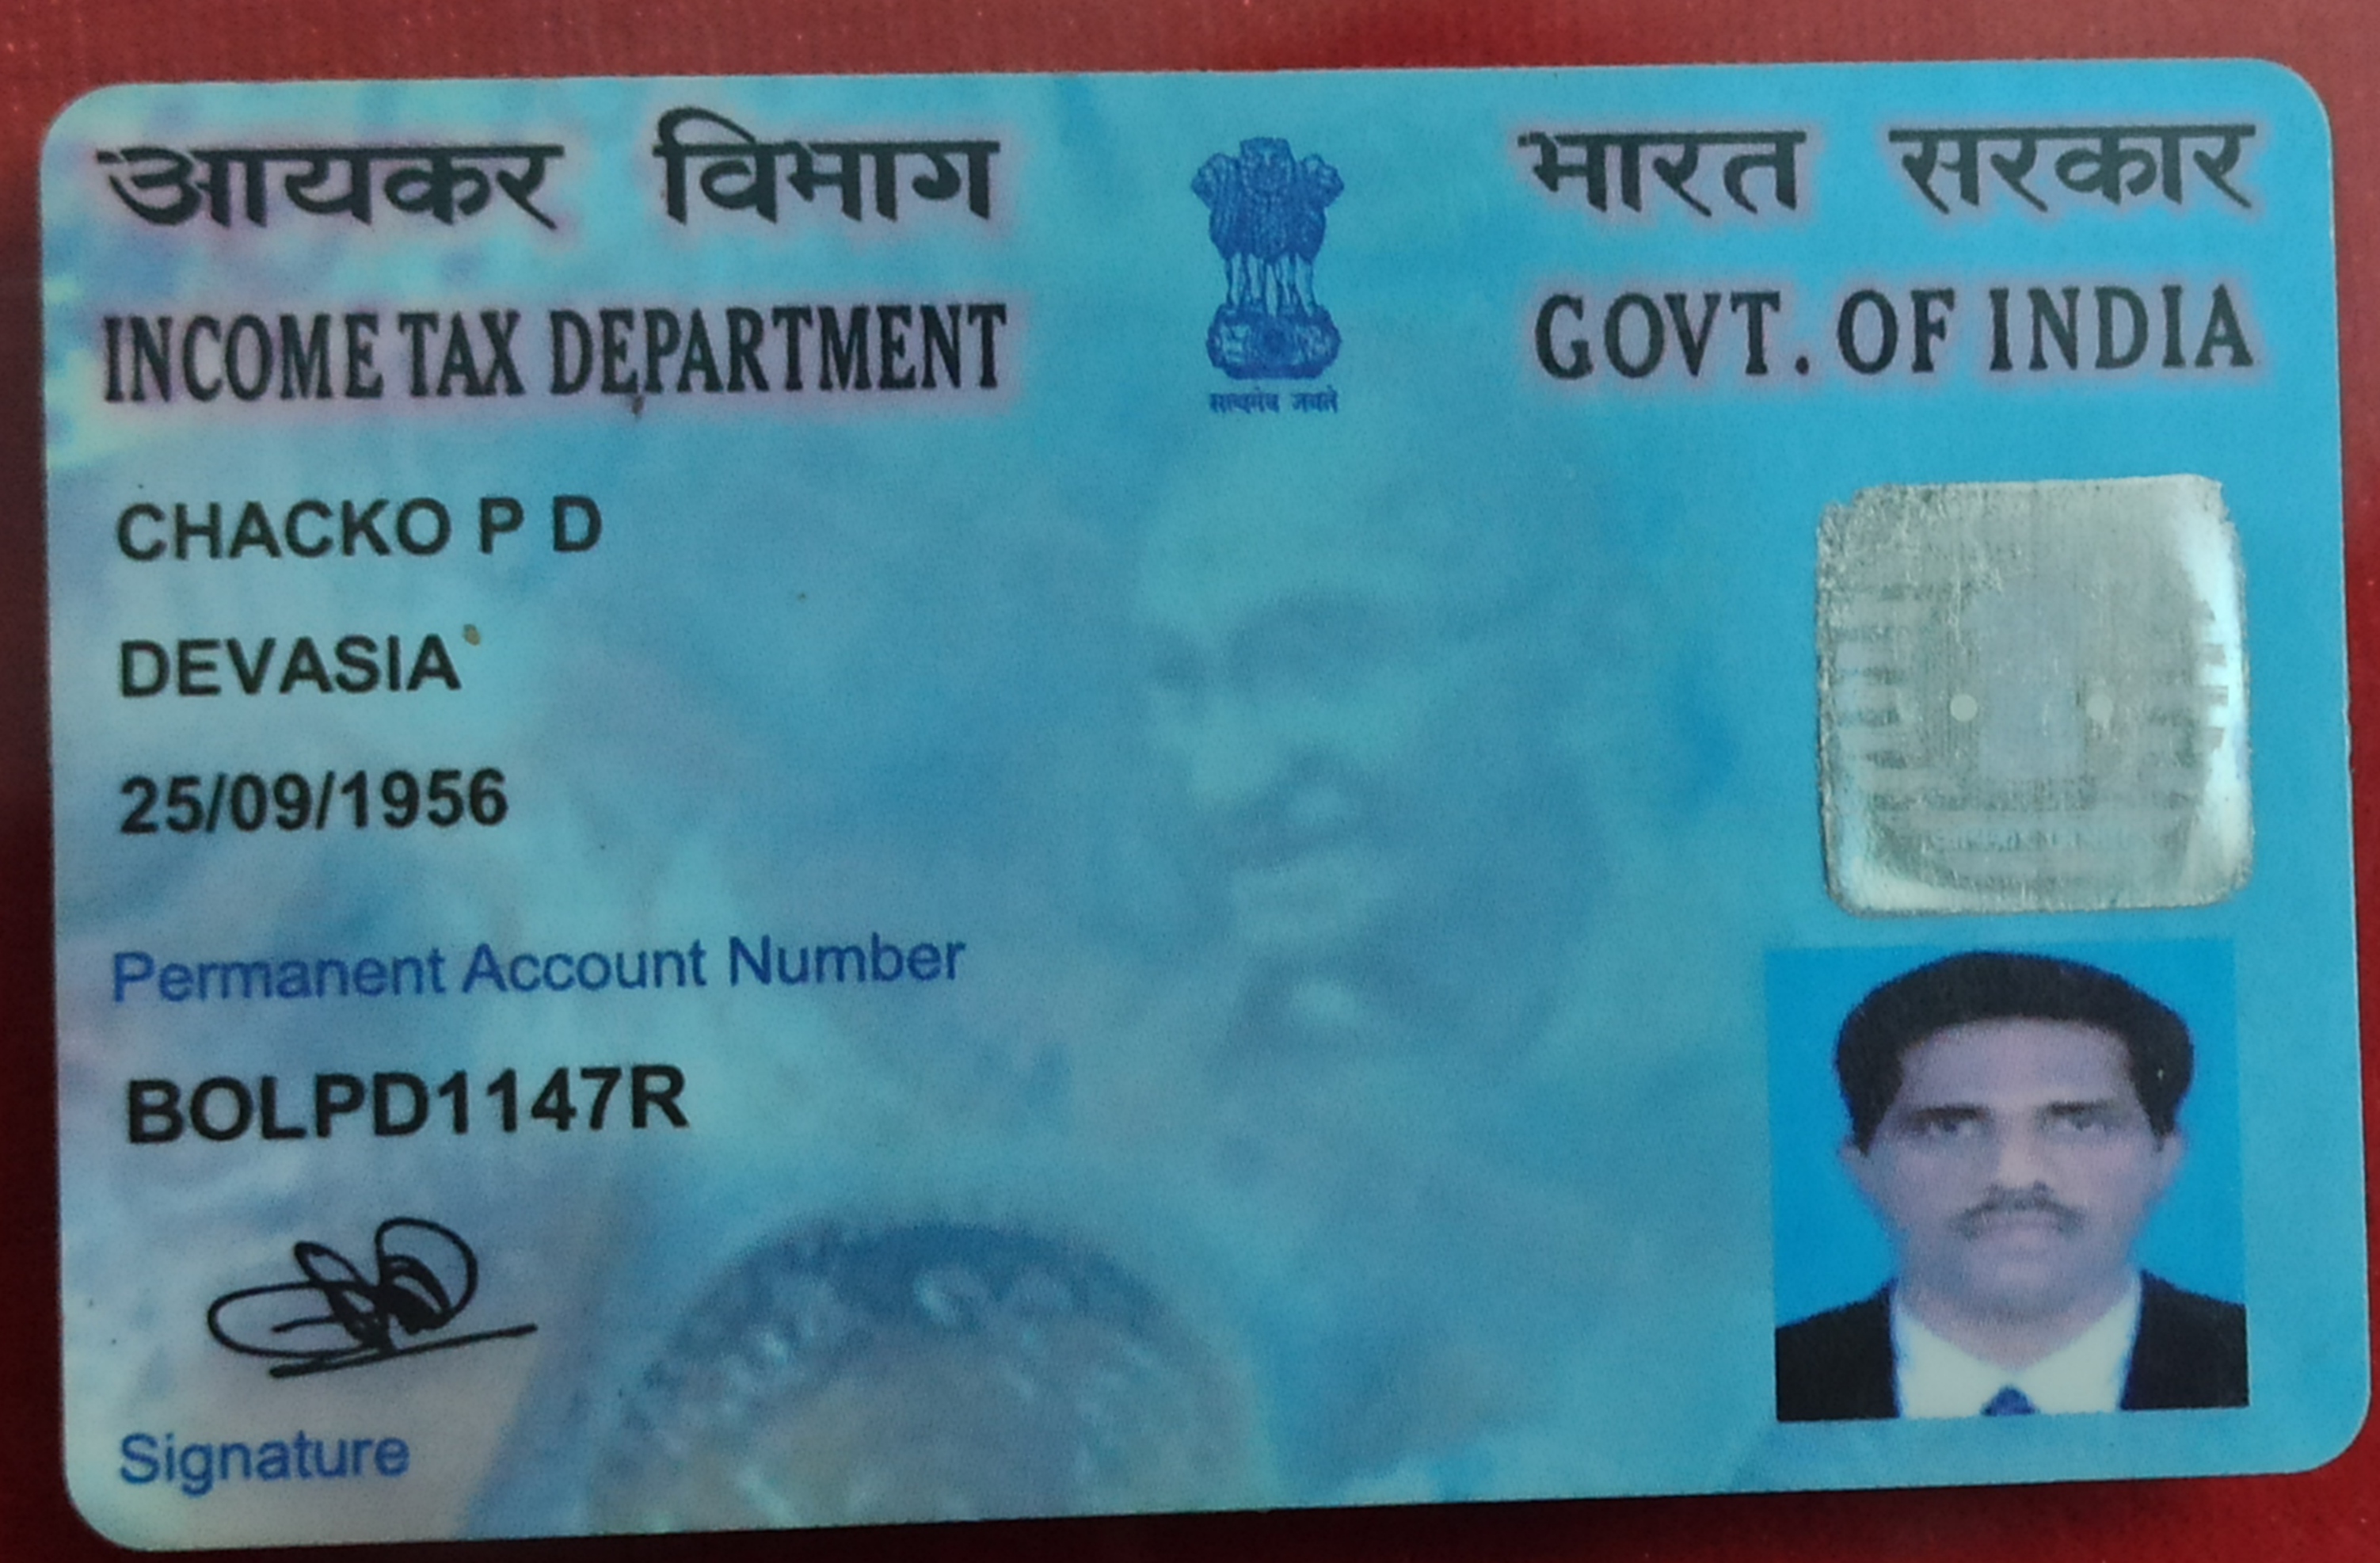 आयकर विभाग
INCOME TAX DEPARTMENT
सत्यमेव जयते
भारत सरकार
GOVT. OF INDIA
CHACKO P D
DEVASIA
25/09/1956
Permanent Account Number
BOLPD1147R
Signature